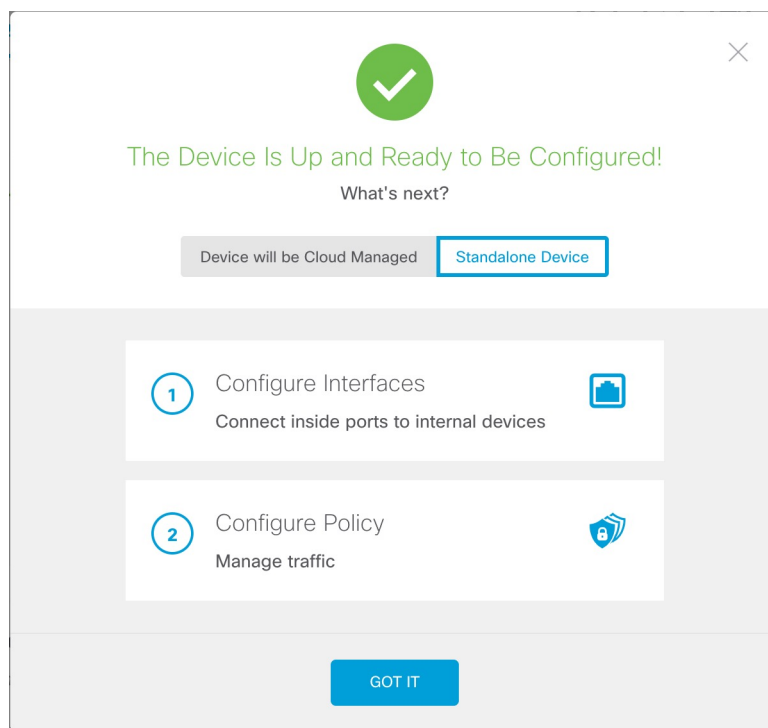 The Device Is Up and Ready to Be Configured!
What's next?
Device will be Cloud Managed Standalone Device
1 Configure Interfaces
Connect inside ports to internal devices
2 Configure Policy
Manage traffic
GOT IT